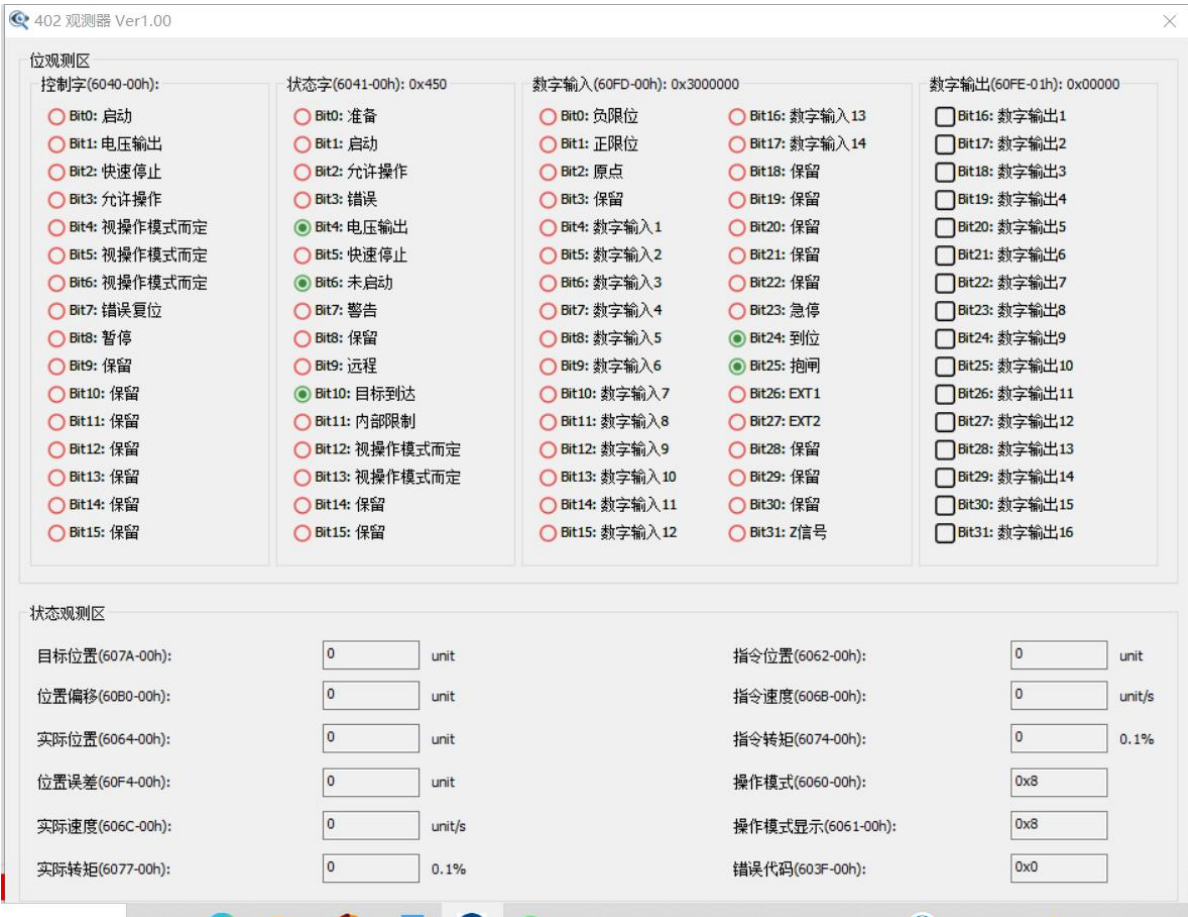 402 观测器 Ver1.00
位观测区
控制字(6040-00h):
Bit0: 启动
Bit1: 电压输出
Bit2: 快速停止
Bit3: 允许操作
Bit4: 视操作模式而定
Bit5: 视操作模式而定
Bit6: 视操作模式而定
Bit7: 错误复位
Bit8: 暂停
Bit9: 保留
Bit10: 保留
Bit11: 保留
Bit12: 保留
Bit13: 保留
Bit14: 保留
Bit15: 保留
状态字(6041-00h): 0x450
Bit0: 准备
Bit1: 启动
Bit2: 允许操作
Bit3: 错误
Bit4: 电压输出
Bit5: 快速停止
Bit6: 未启动
Bit7: 警告
Bit8: 保留
Bit9: 远程
Bit10: 目标到达
Bit11: 内部限制
Bit12: 视操作模式而定
Bit13: 视操作模式而定
Bit14: 保留
Bit15: 保留
数字输入(60FD-00h): 0x3000000
Bit0: 负限位
Bit1: 正限位
Bit2: 原点
Bit3: 保留
Bit4: 数字输入1
Bit5: 数字输入2
Bit6: 数字输入3
Bit7: 数字输入4
Bit8: 数字输入5
Bit9: 数字输入6
Bit10: 数字输入7
Bit11: 数字输入8
Bit12: 数字输入9
Bit13: 数字输入10
Bit14: 数字输入11
Bit15: 数字输入12
Bit16: 数字输入13
Bit17: 数字输入14
Bit18: 保留
Bit19: 保留
Bit20: 保留
Bit21: 保留
Bit22: 保留
Bit23: 急停
Bit24: 到位
Bit25: 抱闸
Bit26: EXT1
Bit27: EXT2
Bit28: 保留
Bit29: 保留
Bit30: 保留
Bit31: Z信号
数字输出(60FE-01h): 0x00000
Bit16: 数字输出1
Bit17: 数字输出2
Bit18: 数字输出3
Bit19: 数字输出4
Bit20: 数字输出5
Bit21: 数字输出6
Bit22: 数字输出7
Bit23: 数字输出8
Bit24: 数字输出9
Bit25: 数字输出10
Bit26: 数字输出11
Bit27: 数字输出12
Bit28: 数字输出13
Bit29: 数字输出14
Bit30: 数字输出15
Bit31: 数字输出16
状态观测区
目标位置(607A-00h): 0 unit
位置偏移(60B0-00h): 0 unit
实际位置(6064-00h): 0 unit
位置误差(60F4-00h): 0 unit
实际速度(606C-00h): 0 unit/s
实际转矩(6077-00h): 0 0.1%
指令位置(6062-00h): 0 unit
指令速度(606B-00h): 0 unit/s
指令转矩(6074-00h): 0 0.1%
操作模式(6060-00h): 0x8
操作模式显示(6061-00h): 0x8
错误代码(603F-00h): 0x0